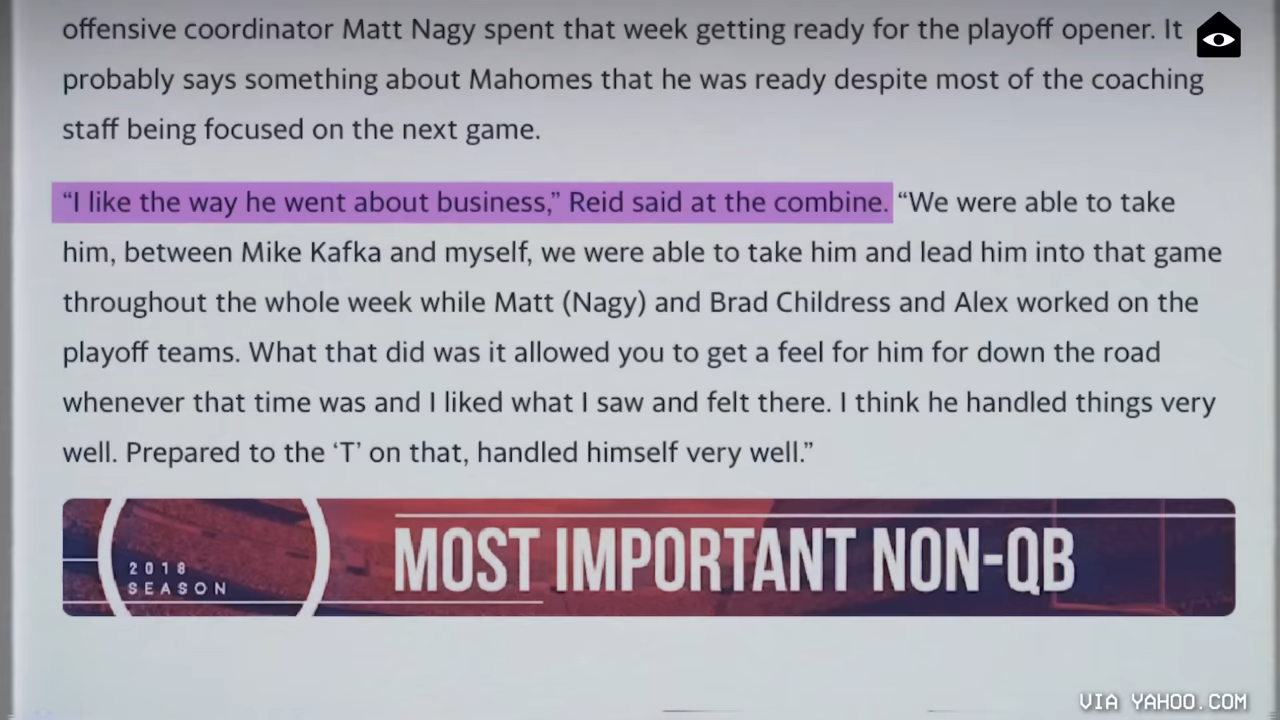 offensive coordinator Matt Nagy spent that week getting ready for the playoff opener. It
probably says something about Mahomes that he was ready despite most of the coaching
staff being focused on the next game.
“I like the way he went about business,” Reid said at the combine. “We were able to take
him, between Mike Kafka and myself, we were able to take him and lead him into that game
throughout the whole week while Matt (Nagy) and Brad Childress and Alex worked on the
playoff teams. What that did was it allowed you to get a feel for him for down the road
whenever that time was and I liked what I saw and felt there. I think he handled things very
well. Prepared to the ‘T’ on that, handled himself very well.”
2018
SEASON
MOST IMPORTANT NON-QB
VIA YAHOO.COM